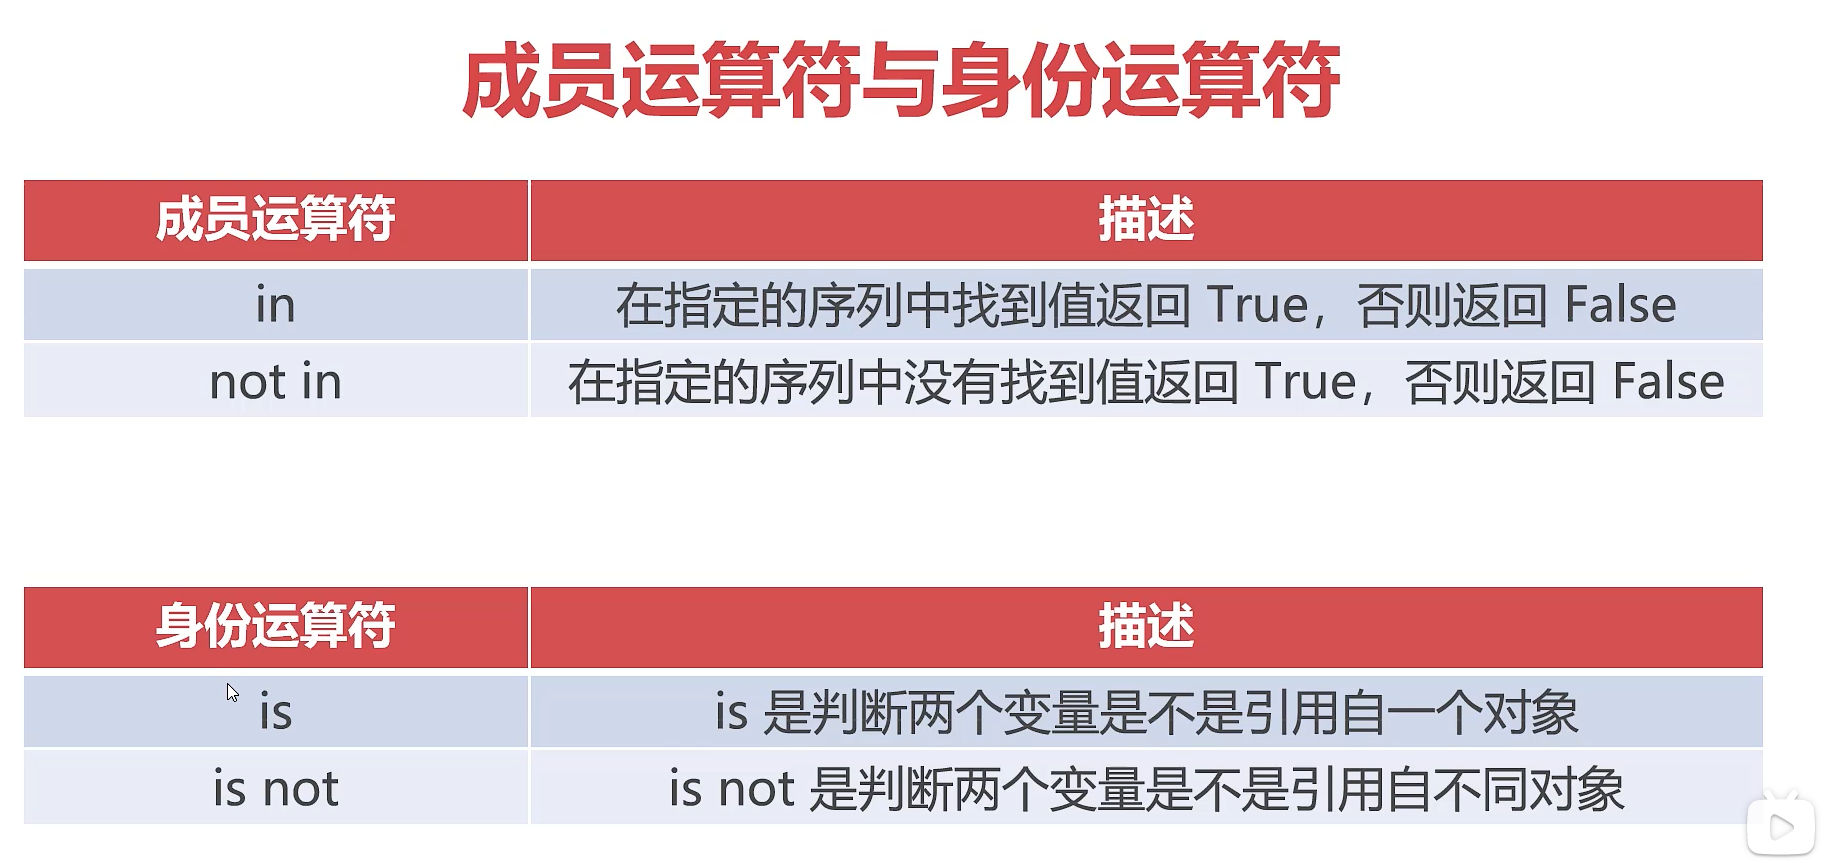 成员运算符与身份运算符
成员运算符 描述
in 在指定的序列中找到值返回 True，否则返回 False
not in 在指定的序列中没有找到值返回 True，否则返回 False
身份运算符 描述
is is 是判断两个变量是不是引用自一个对象
is not is not 是判断两个变量是不是引用自不同对象